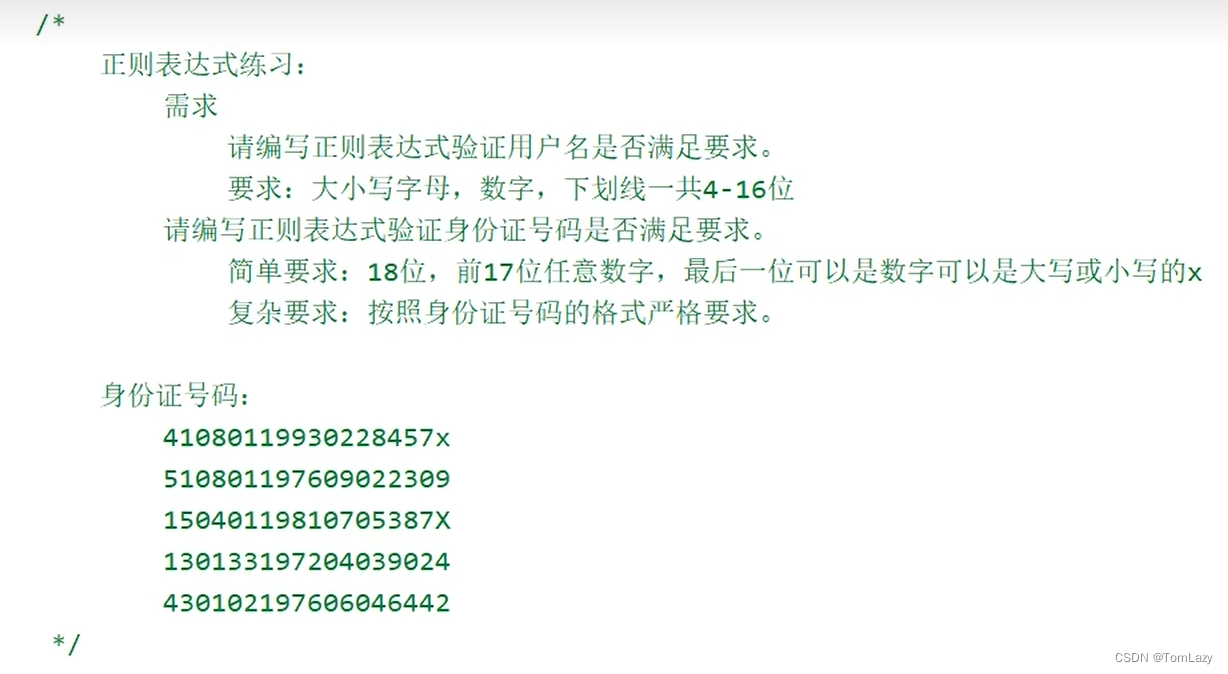 /*
正则表达式练习：
需求
请编写正则表达式验证用户名是否满足要求。
要求：大小写字母，数字，下划线一共4-16位
请编写正则表达式验证身份证号码是否满足要求。
简单要求：18位，前17位任意数字，最后一位可以是数字可以是大写或小写的x
复杂要求：按照身份证号码的格式严格要求。
身份证号码：
41080119930228457x
510801197609022309
15040119810705387X
130133197204039024
430102197606046442
*/
CSDN @TomLazy